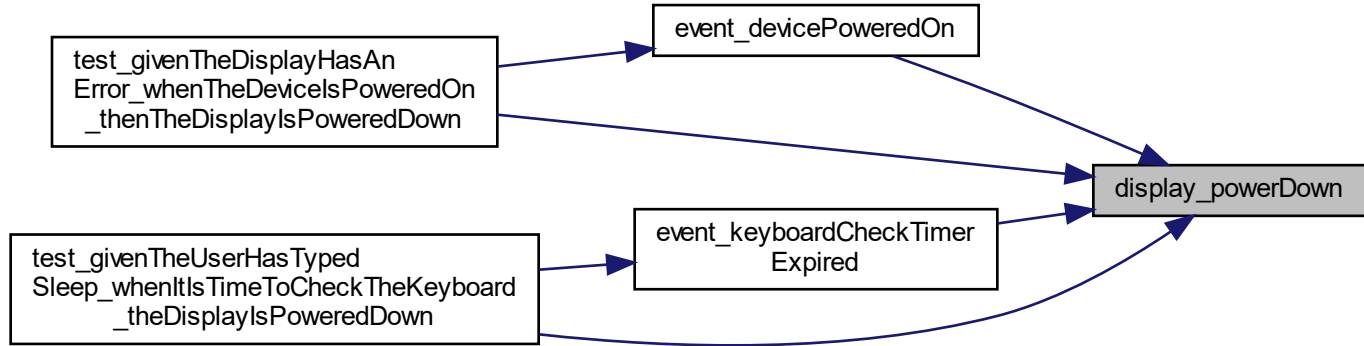 event_devicePoweredOn
test_givenTheDisplayHasAn
Error_whenTheDeviceIsPoweredOn
_thenTheDisplayIsPoweredDown
display_powerDown
event_keyboardCheckTimer
Expired
test_givenTheUserHasTyped
Sleep_whenItIsTimeToCheckTheKeyboard
_theDisplayIsPoweredDown